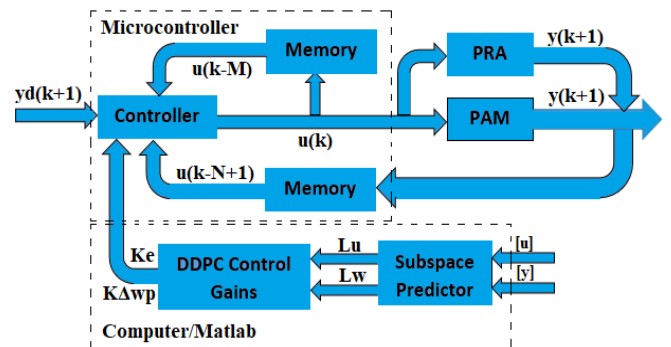 Microcontroller
Memory
PRA
y(k+1)
u(k-M)
yd(k+1)
Controller
y(k+1)
PAM
u(k)
u(k-N+1)
Memory
Ke
KΔwp
DDPC Control
Gains
Lu
Lw
Subspace
Predictor
[u]
[y]
Computer/Matlab